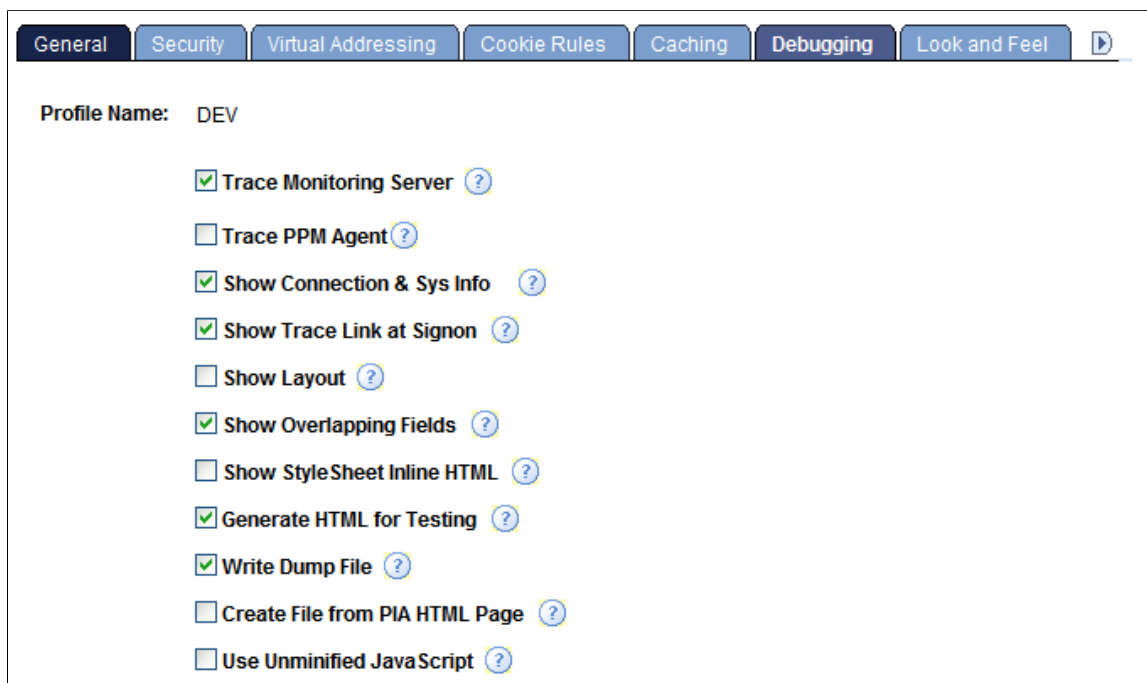 General Security Virtual Addressing Cookie Rules Caching Debugging Look and Feel
Profile Name: DEV
Trace Monitoring Server ?
Trace PPM Agent ?
Show Connection & Sys Info ?
Show Trace Link at Signon ?
Show Layout ?
Show Overlapping Fields ?
Show StyleSheet Inline HTML ?
Generate HTML for Testing ?
Write Dump File ?
Create File from PIA HTML Page ?
Use Unminified JavaScript ?